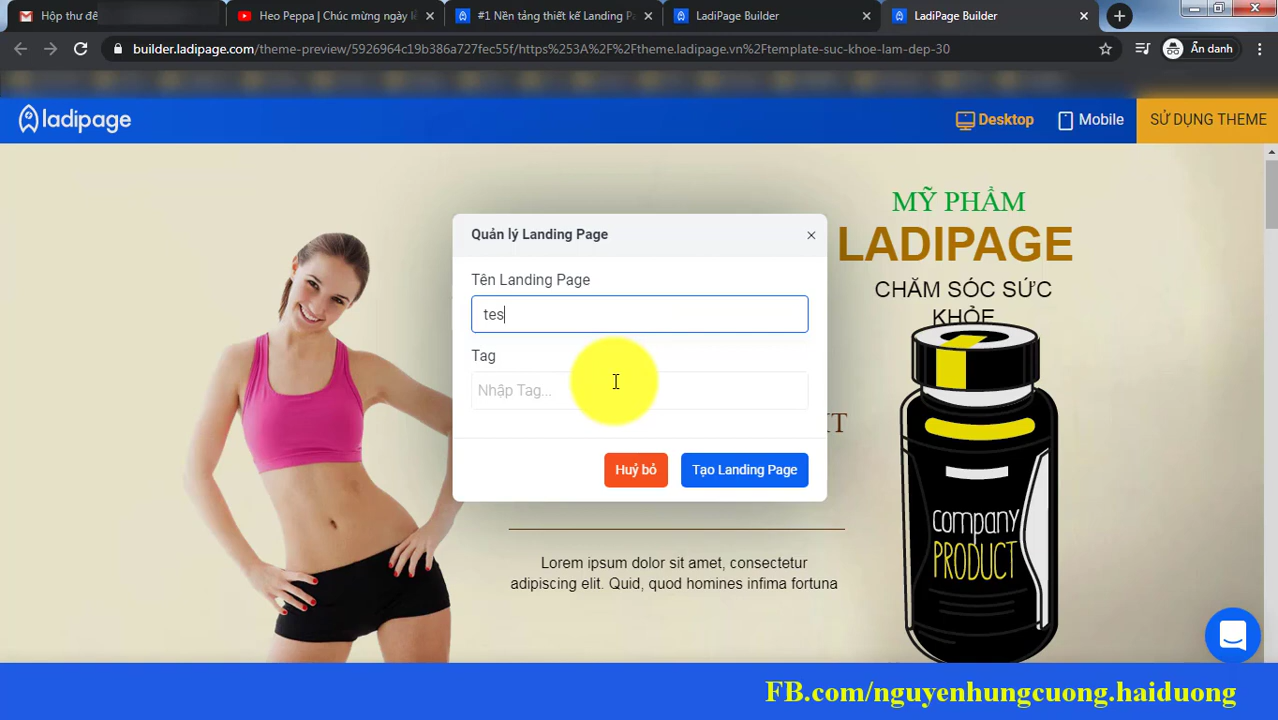 Hộp thư đế
Heo Peppa | Chúc mừng ngày l
#1 Nền tảng thiết kế Landing P
LadiPage Builder
LadiPage Builder
builder.ladipage.com/theme-preview/5926964c19b386a727fec55f/https%253A%2F%2Ftheme.ladipage.vn%2Ftemplate-suc-khoe-lam-dep-30
Ẩn danh
ladipage
Desktop
Mobile
SỬ DỤNG THEME
MỸ PHẨM
LADIPAGE
CHĂM SÓC SỨC
KHỎE
Quản lý Landing Page
Tên Landing Page
tes
Tag
Nhập Tag...
Huỷ bỏ
Tạo Landing Page
Lorem ipsum dolor sit amet, consectetur
adipiscing elit. Quid, quod homines infima fortuna
company
PRODUCT
FB.com/nguyenhungcuong.haiduong